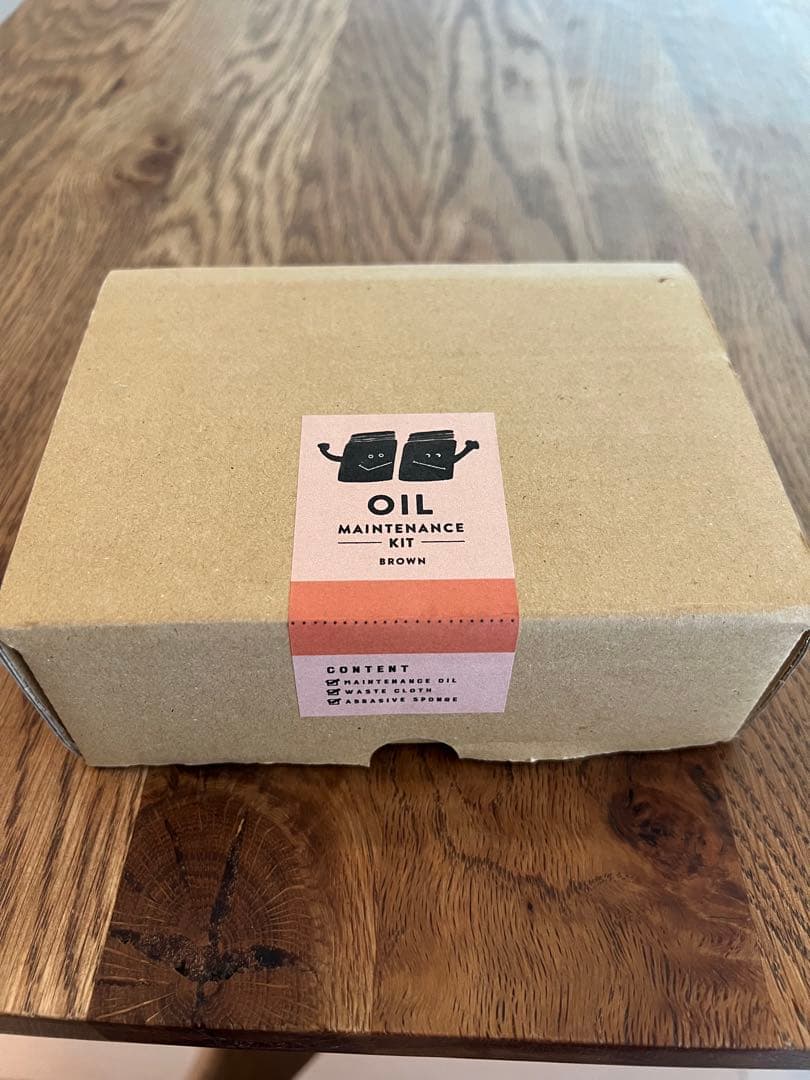 OIL
MAINTENANCE
KIT
BROWN
CONTENT
MAINTENANCE OIL
WASTE CLOTH
ABRASIVE SPONGE